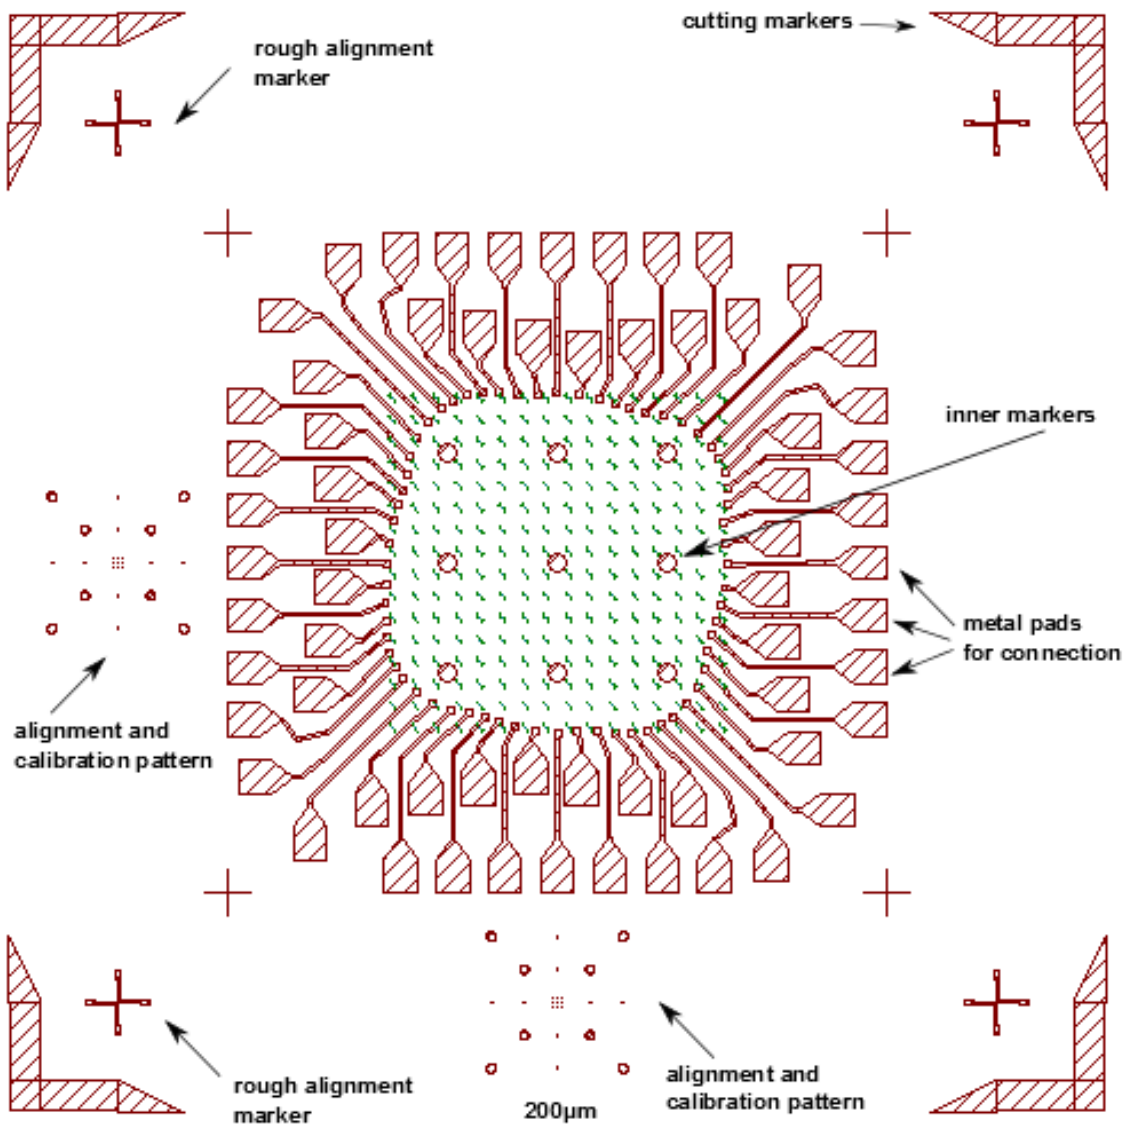 cutting markers
rough alignment
marker
inner markers
metal pads
for connection
alignment and
calibration pattern
rough alignment
marker
alignment and
calibration pattern
200µm